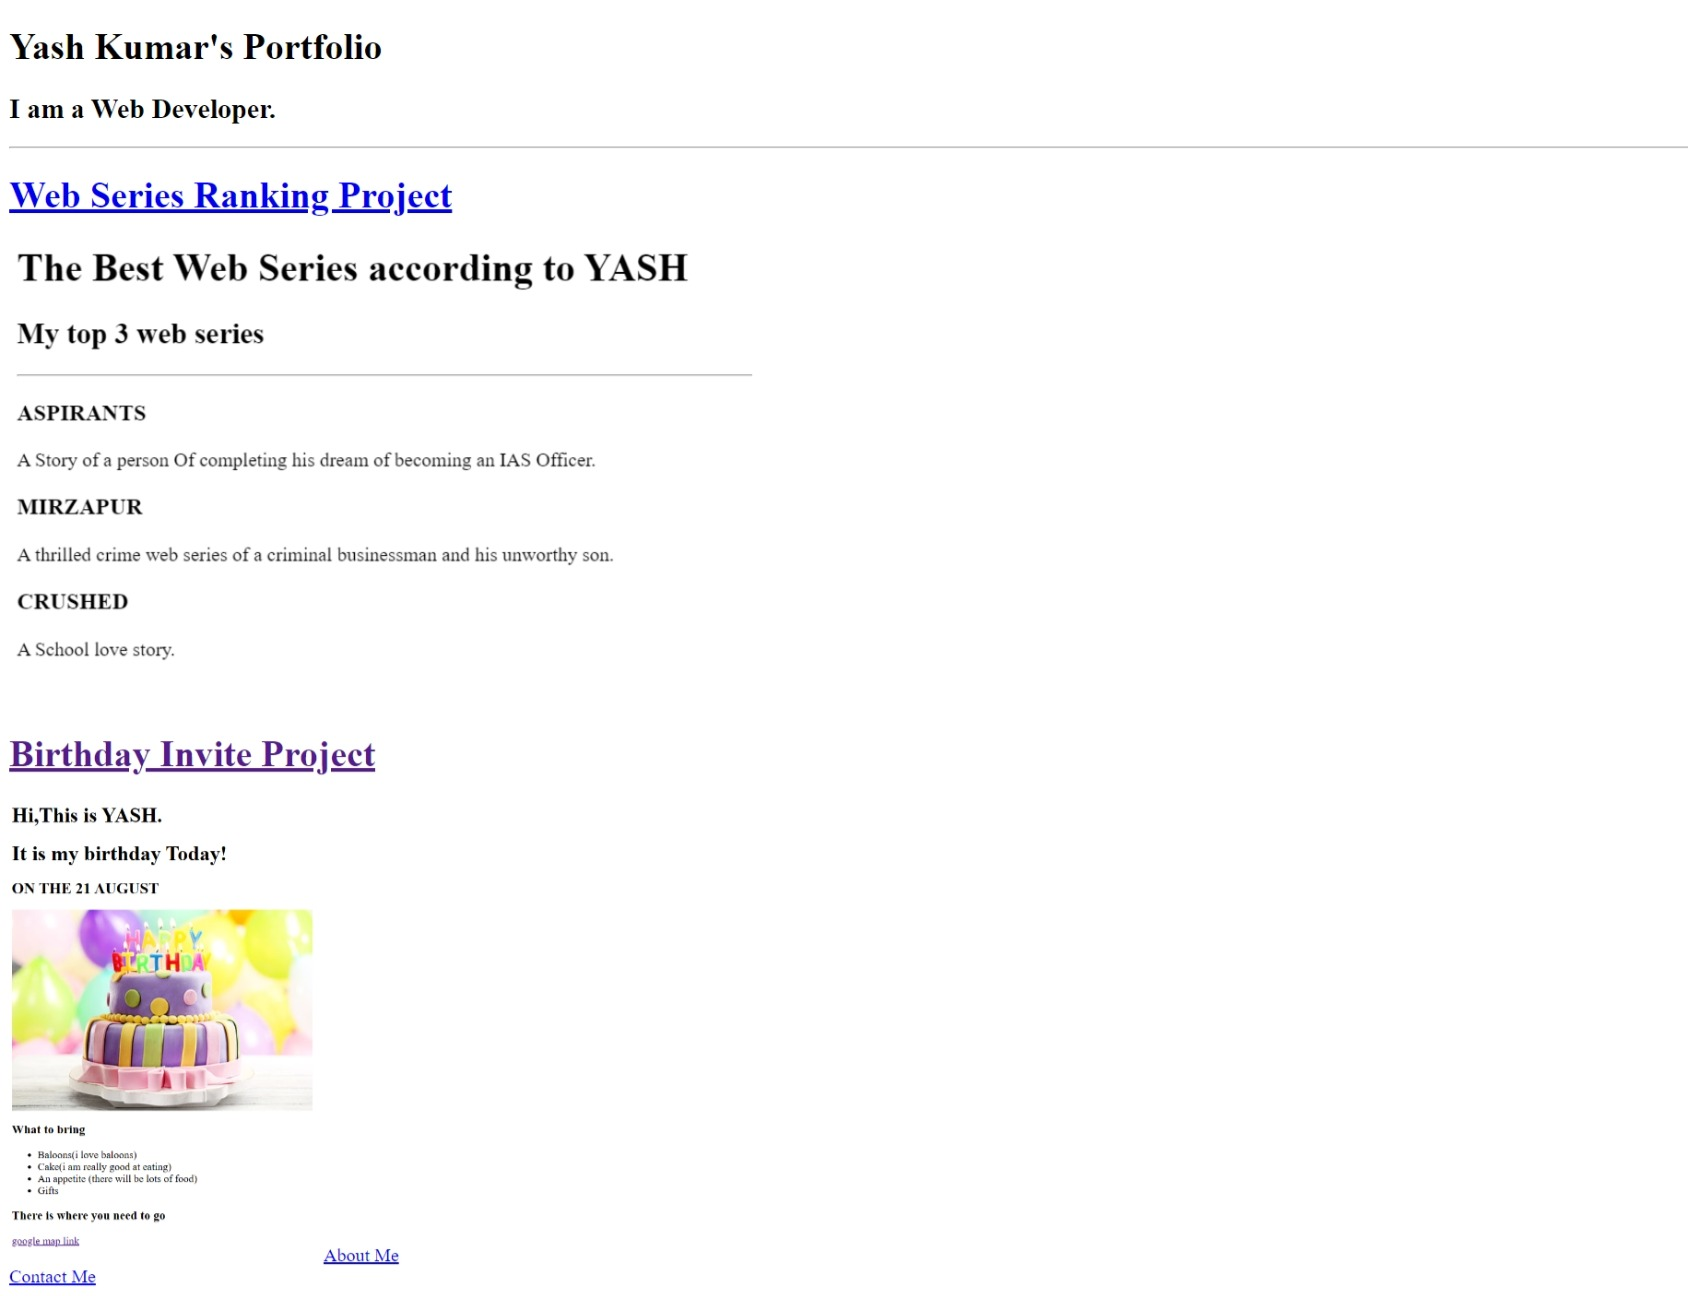 Yash Kumar's Portfolio
I am a Web Developer.
Web Series Ranking Project
The Best Web Series according to YASH
My top 3 web series
ASPIRANTS
A Story of a person Of completing his dream of becoming an IAS Officer.
MIRZAPUR
A thrilled crime web series of a criminal businessman and his unworthy son.
CRUSHED
A School love story.
Birthday Invite Project
Hi,This is YASH.
It is my birthday Today!
ON THE 21 AUGUST
HAPPY
BIRTHDAY
What to bring
• Baloons(i love baloons)
• Cake(i am really good at eating)
• An appetite (there will be lots of food)
• Gifts
There is where you need to go
google map link
About Me
Contact Me